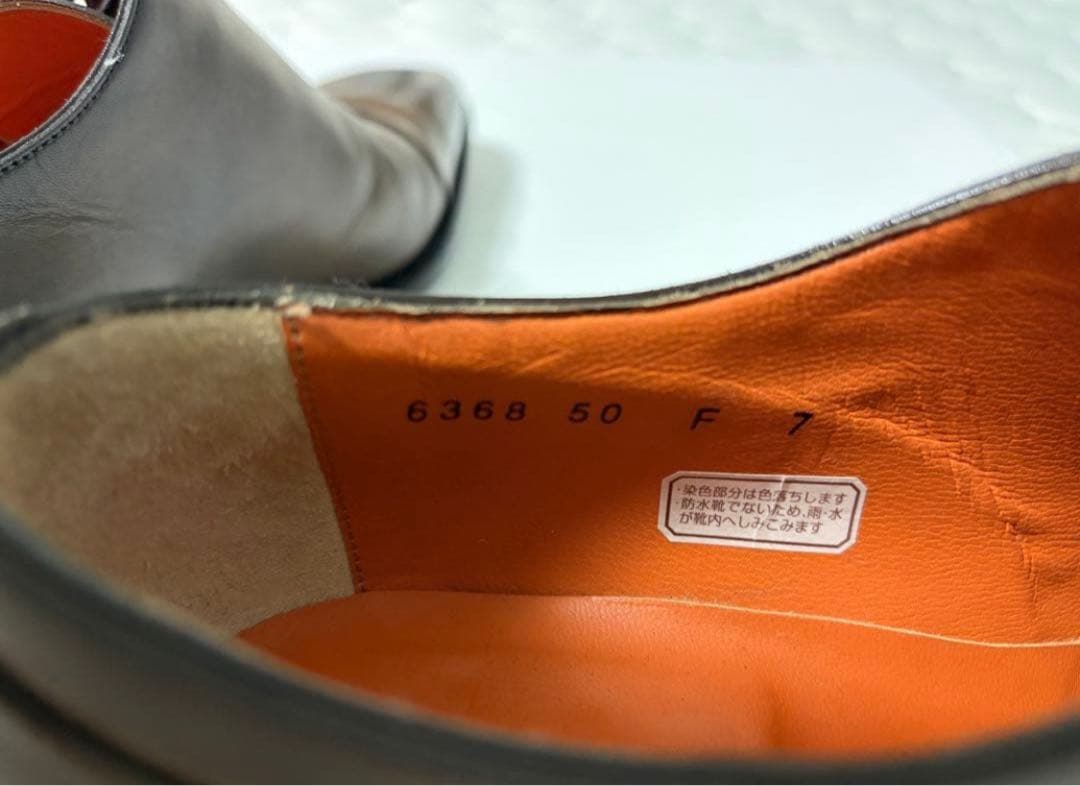 6368 50 F 7
・染色部分は色落ちします
・防水靴でないため、雨・水
が靴内へしみこみます